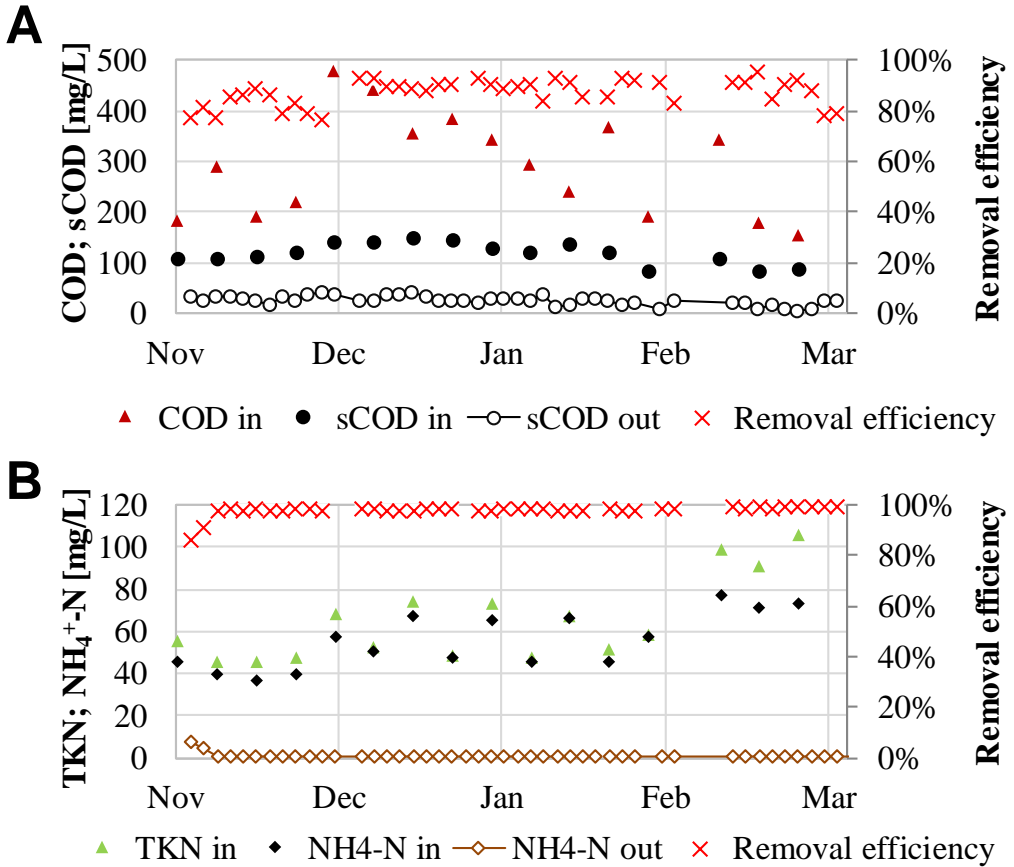 A
COD; sCOD [mg/L]
500
400
300
200
100
0
100%
80%
60%
40%
20%
0%
Removal efficiency
Nov Dec Jan Feb Mar
COD in sCOD in sCOD out Removal efficiency
B
TKN; NH₄⁺-N [mg/L]
120
100
80
60
40
20
0
100%
80%
60%
40%
20%
0%
Removal efficiency
Nov Dec Jan Feb Mar
TKN in NH4-N in NH4-N out Removal efficiency